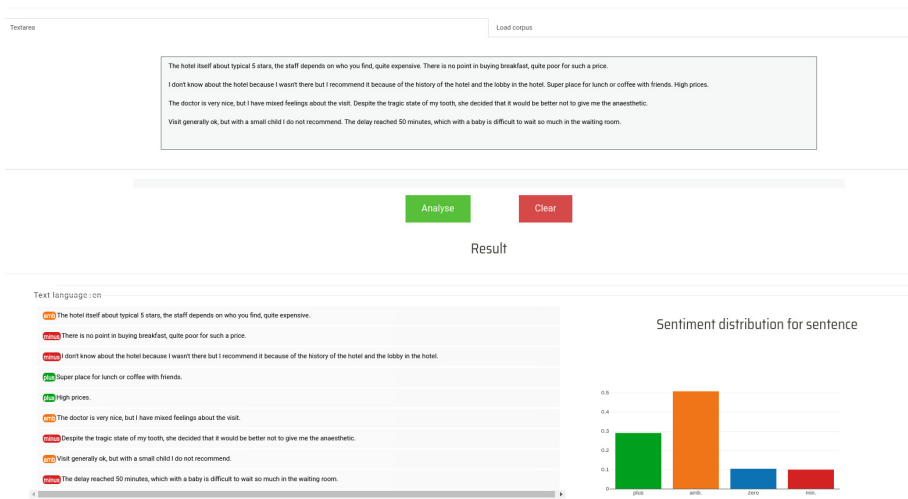 Textarea
Load corpus
The hotel itself about typical 5 stars, the staff depends on who you find, quite expensive. There is no point in buying breakfast, quite poor for such a price.
I don't know about the hotel because I wasn't there but I recommend it because of the history of the hotel and the lobby in the hotel. Super place for lunch or coffee with friends. High prices.
The doctor is very nice, but I have mixed feelings about the visit. Despite the tragic state of my tooth, she decided that it would be better not to give me the anaesthetic.
Visit generally ok, but with a small child I do not recommend. The delay reached 50 minutes, which with a baby is difficult to wait so much in the waiting room.
Analyse
Clear
Result
Text language: en
amb The hotel itself about typical 5 stars, the staff depends on who you find, quite expensive.
minus There is no point in buying breakfast, quite poor for such a price.
minus I don't know about the hotel because I wasn't there but I recommend it because of the history of the hotel and the lobby in the hotel.
plus Super place for lunch or coffee with friends.
plus High prices.
amb The doctor is very nice, but I have mixed feelings about the visit.
minus Despite the tragic state of my tooth, she decided that it would be better not to give me the anaesthetic.
amb Visit generally ok, but with a small child I do not recommend.
minus The delay reached 50 minutes, which with a baby is difficult to wait so much in the waiting room.
Sentiment distribution for sentence
0.5
0.4
0.3
0.2
0.1
0
plus amb. zero min.